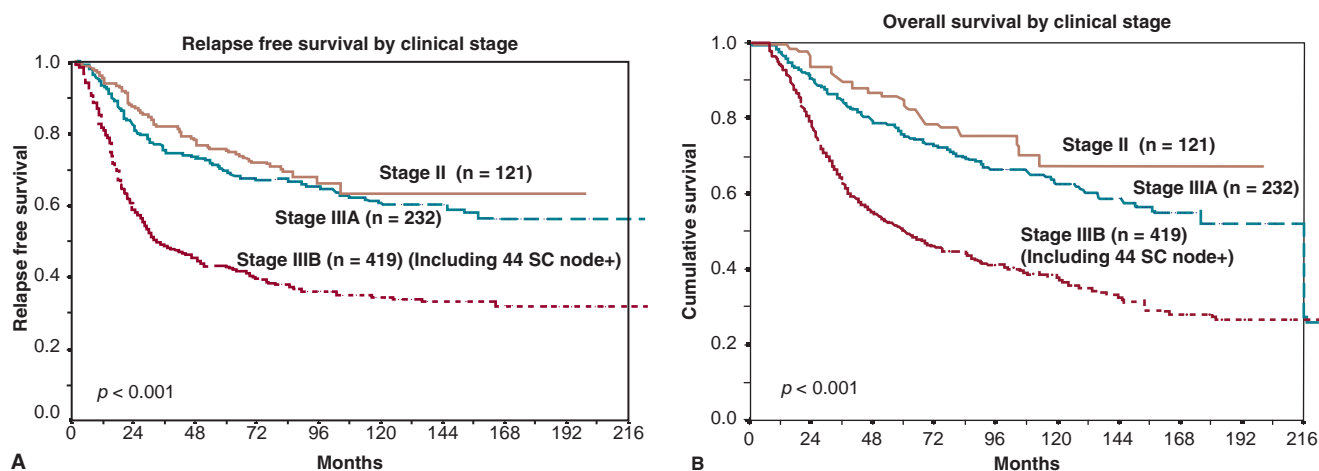 Relapse free survival by clinical stage
Relapse free survival
1.0
0.8
0.6
0.4
0.2
0.0
Stage II (n = 121)
Stage IIIA (n = 232)
Stage IIIB (n = 419) (Including 44 SC node+)
p < 0.001
0 24 48 72 96 120 144 168 192 216
Months
A
Overall survival by clinical stage
Cumulative survival
1.0
0.8
0.6
0.4
0.2
0.0
Stage II (n = 121)
Stage IIIA (n = 232)
Stage IIIB (n = 419)
(Including 44 SC node+)
p < 0.001
0 24 48 72 96 120 144 168 192 216
Months
B